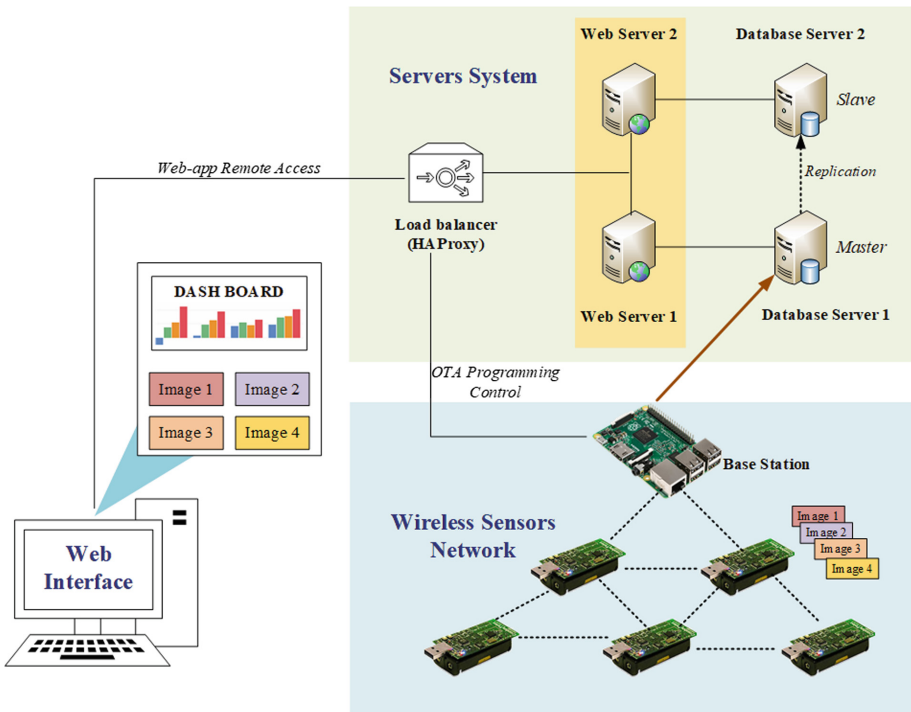 Web Server 2
Database Server 2
Servers System
Slave
Web-app Remote Access
Replication
Load balancer
(HAProxy)
Master
DASH BOARD
Web Server 1
Database Server 1
Image 1
Image 2
Image 3
Image 4
OTA Programming
Control
Base Station
Wireless Sensors
Network
Image 1
Image 2
Image 3
Image 4
Web
Interface